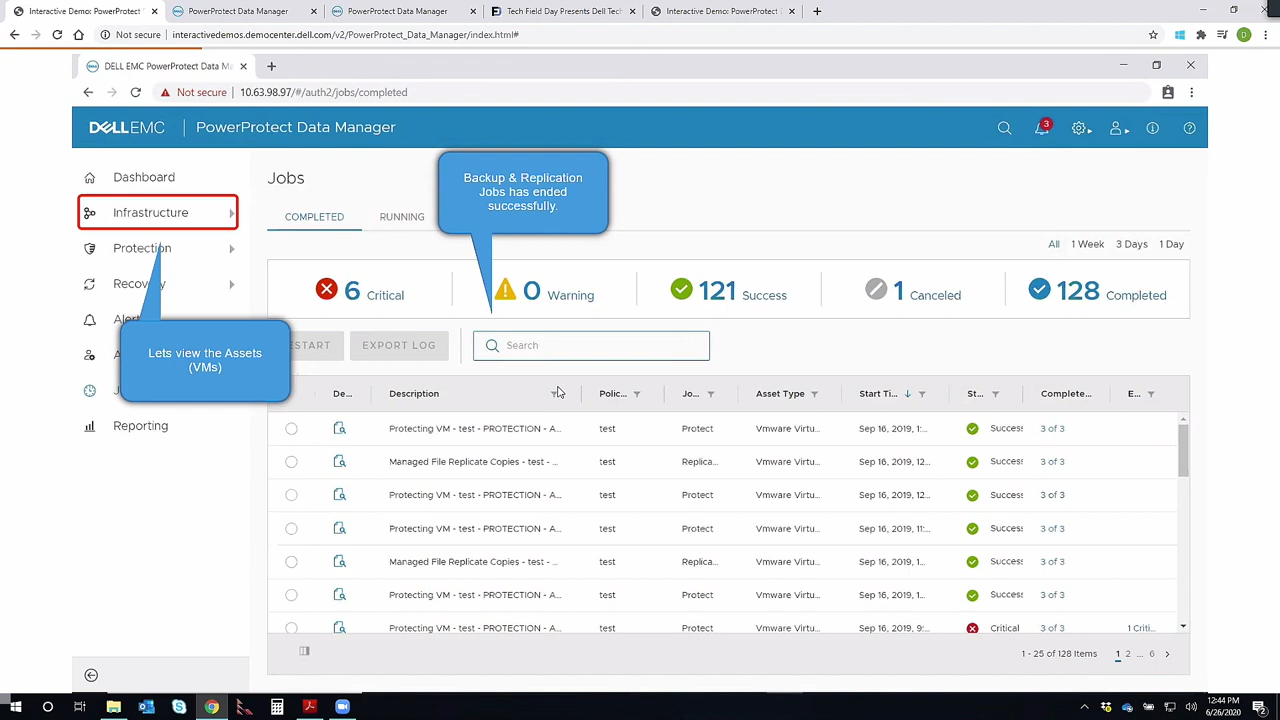 Interactive Demo: PowerProtect D
PowerProtect Data Manager
PowerProtect Data Manager
Tech Field Day Presents Dell Tech
Interactive Demo: PowerProtect D
Not secure
interactivedemos.democenter.dell.com/v2/PowerProtect_Data_Manager/index.html#
D
DELL EMC PowerProtect Data Ma
Not secure
10.63.98.97/#/auth2/jobs/completed
DELLEMC
PowerProtect Data Manager
3
Dashboard
Infrastructure
Protection
Recovery
Alert
A
J
Reporting
Lets view the Assets
(VMs)
Jobs
COMPLETED
RUNNING
Backup & Replication
Jobs has ended
successfully.
All
1 Week
3 Days
1 Day
6 Critical
0 Warning
121 Success
1 Canceled
128 Completed
START
EXPORT LOG
Search
De...
Description
Polic...
Jo...
Asset Type
Start Ti...
St...
Complete...
E...
Protecting VM - test - PROTECTION - A...
test
Protect
Vmware Virtu...
Sep 16, 2019, 1:...
Success
3 of 3
Managed File Replicate Copies - test - ...
test
Replica...
Vmware Virtu...
Sep 16, 2019, 12...
Success
3 of 3
Protecting VM - test - PROTECTION - A...
test
Protect
Vmware Virtu...
Sep 16, 2019, 12...
Success
3 of 3
Protecting VM - test - PROTECTION - A...
test
Protect
Vmware Virtu...
Sep 16, 2019, 11:...
Success
3 of 3
Managed File Replicate Copies - test - ...
test
Replica...
Vmware Virtu...
Sep 16, 2019, 1...
Success
3 of 3
Protecting VM - test - PROTECTION - A...
test
Protect
Vmware Virtu...
Sep 16, 2019, 1...
Success
3 of 3
Protecting VM - test - PROTECTION - A...
test
Protect
Vmware Virtu...
Sep 16, 2019, 9:...
Critical
3 of 3
1 Criti...
1 - 25 of 128 Items
1 2 ... 6
12:44 PM
6/26/2020
2